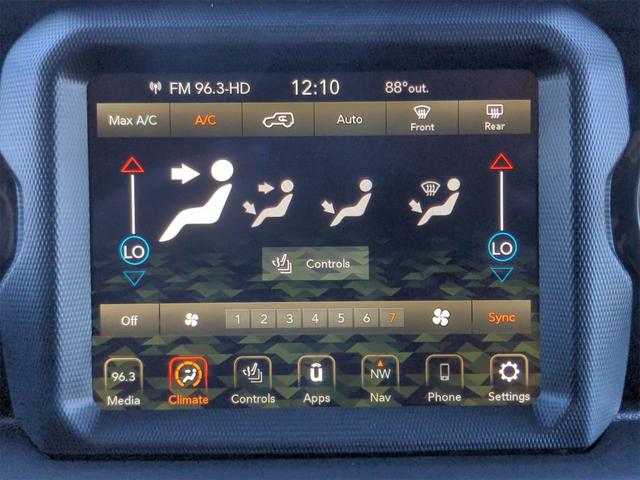 FM 96.3-HD 12:10 88°out.
Max A/C A/C Auto Front Rear
LO LO
Controls
Off 1 2 3 4 5 6 7 Sync
96.3 u NW
Media Climate Controls Apps Nav Phone Settings